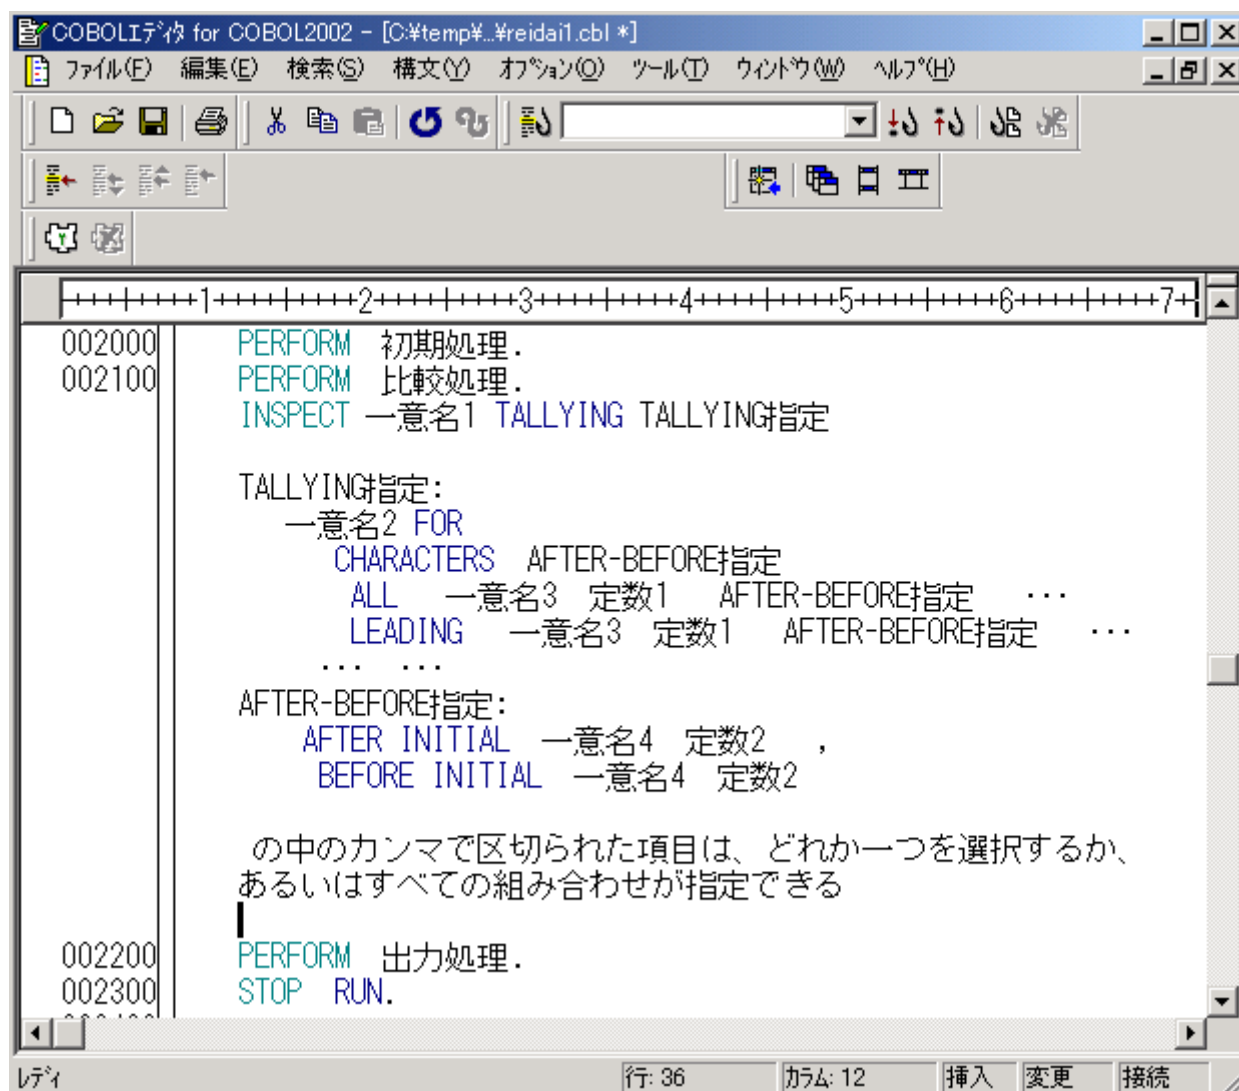 COBOLｴﾃﾞｨﾀ for COBOL2002 - [C:¥temp¥...¥reidai1.cbl *]
ﾌｧｲﾙ(F) 編集(E) 検索(S) 構文(Y) ｵﾌﾟｼｮﾝ(O) ﾂｰﾙ(T) ｳｨﾝﾄﾞｳ(W) ﾍﾙﾌﾟ(H)
++++|++++1++++|++++2++++|++++3++++|++++4++++|++++5++++|++++6++++|++++7+
002000 PERFORM 初期処理.
002100 PERFORM 比較処理.
INSPECT 一意名1 TALLYING TALLYING指定
TALLYING指定:
一意名2 FOR
CHARACTERS AFTER-BEFORE指定
ALL 一意名3 定数1 AFTER-BEFORE指定 ...
LEADING 一意名3 定数1 AFTER-BEFORE指定 ...
... ...
AFTER-BEFORE指定:
AFTER INITIAL 一意名4 定数2 ,
BEFORE INITIAL 一意名4 定数2
の中のカンマで区切られた項目は、どれか一つを選択するか、
あるいはすべての組み合わせが指定できる
002200 PERFORM 出力処理.
002300 STOP RUN.
ﾚﾃﾞｨ 行: 36 ｶﾗﾑ: 12 挿入 変更 接続